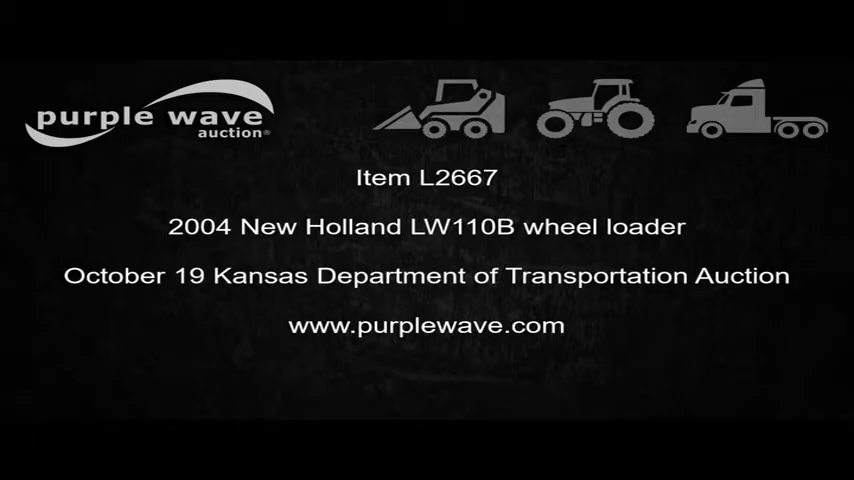 purple wave
auction®
Item L2667
2004 New Holland LW110B wheel loader
October 19 Kansas Department of Transportation Auction
www.purplewave.com